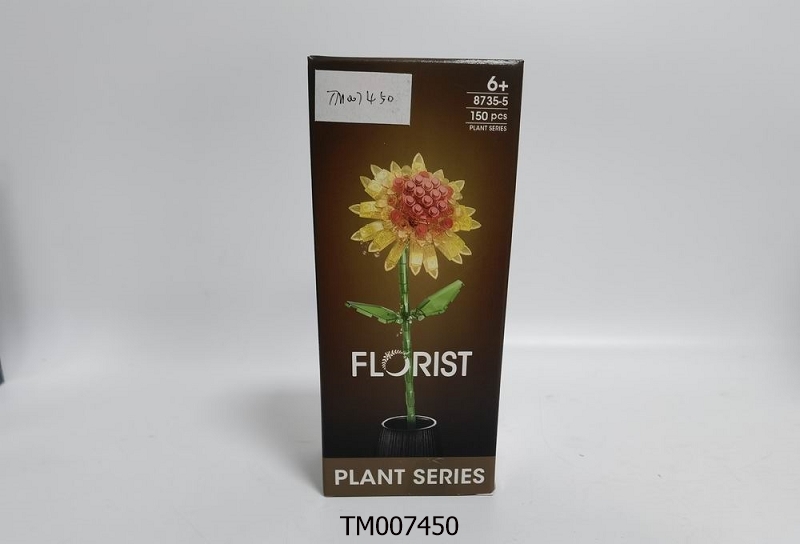 TM007450
6+
8735-5
150 pcs
PLANT SERIES
FLORIST
PLANT SERIES
TM007450